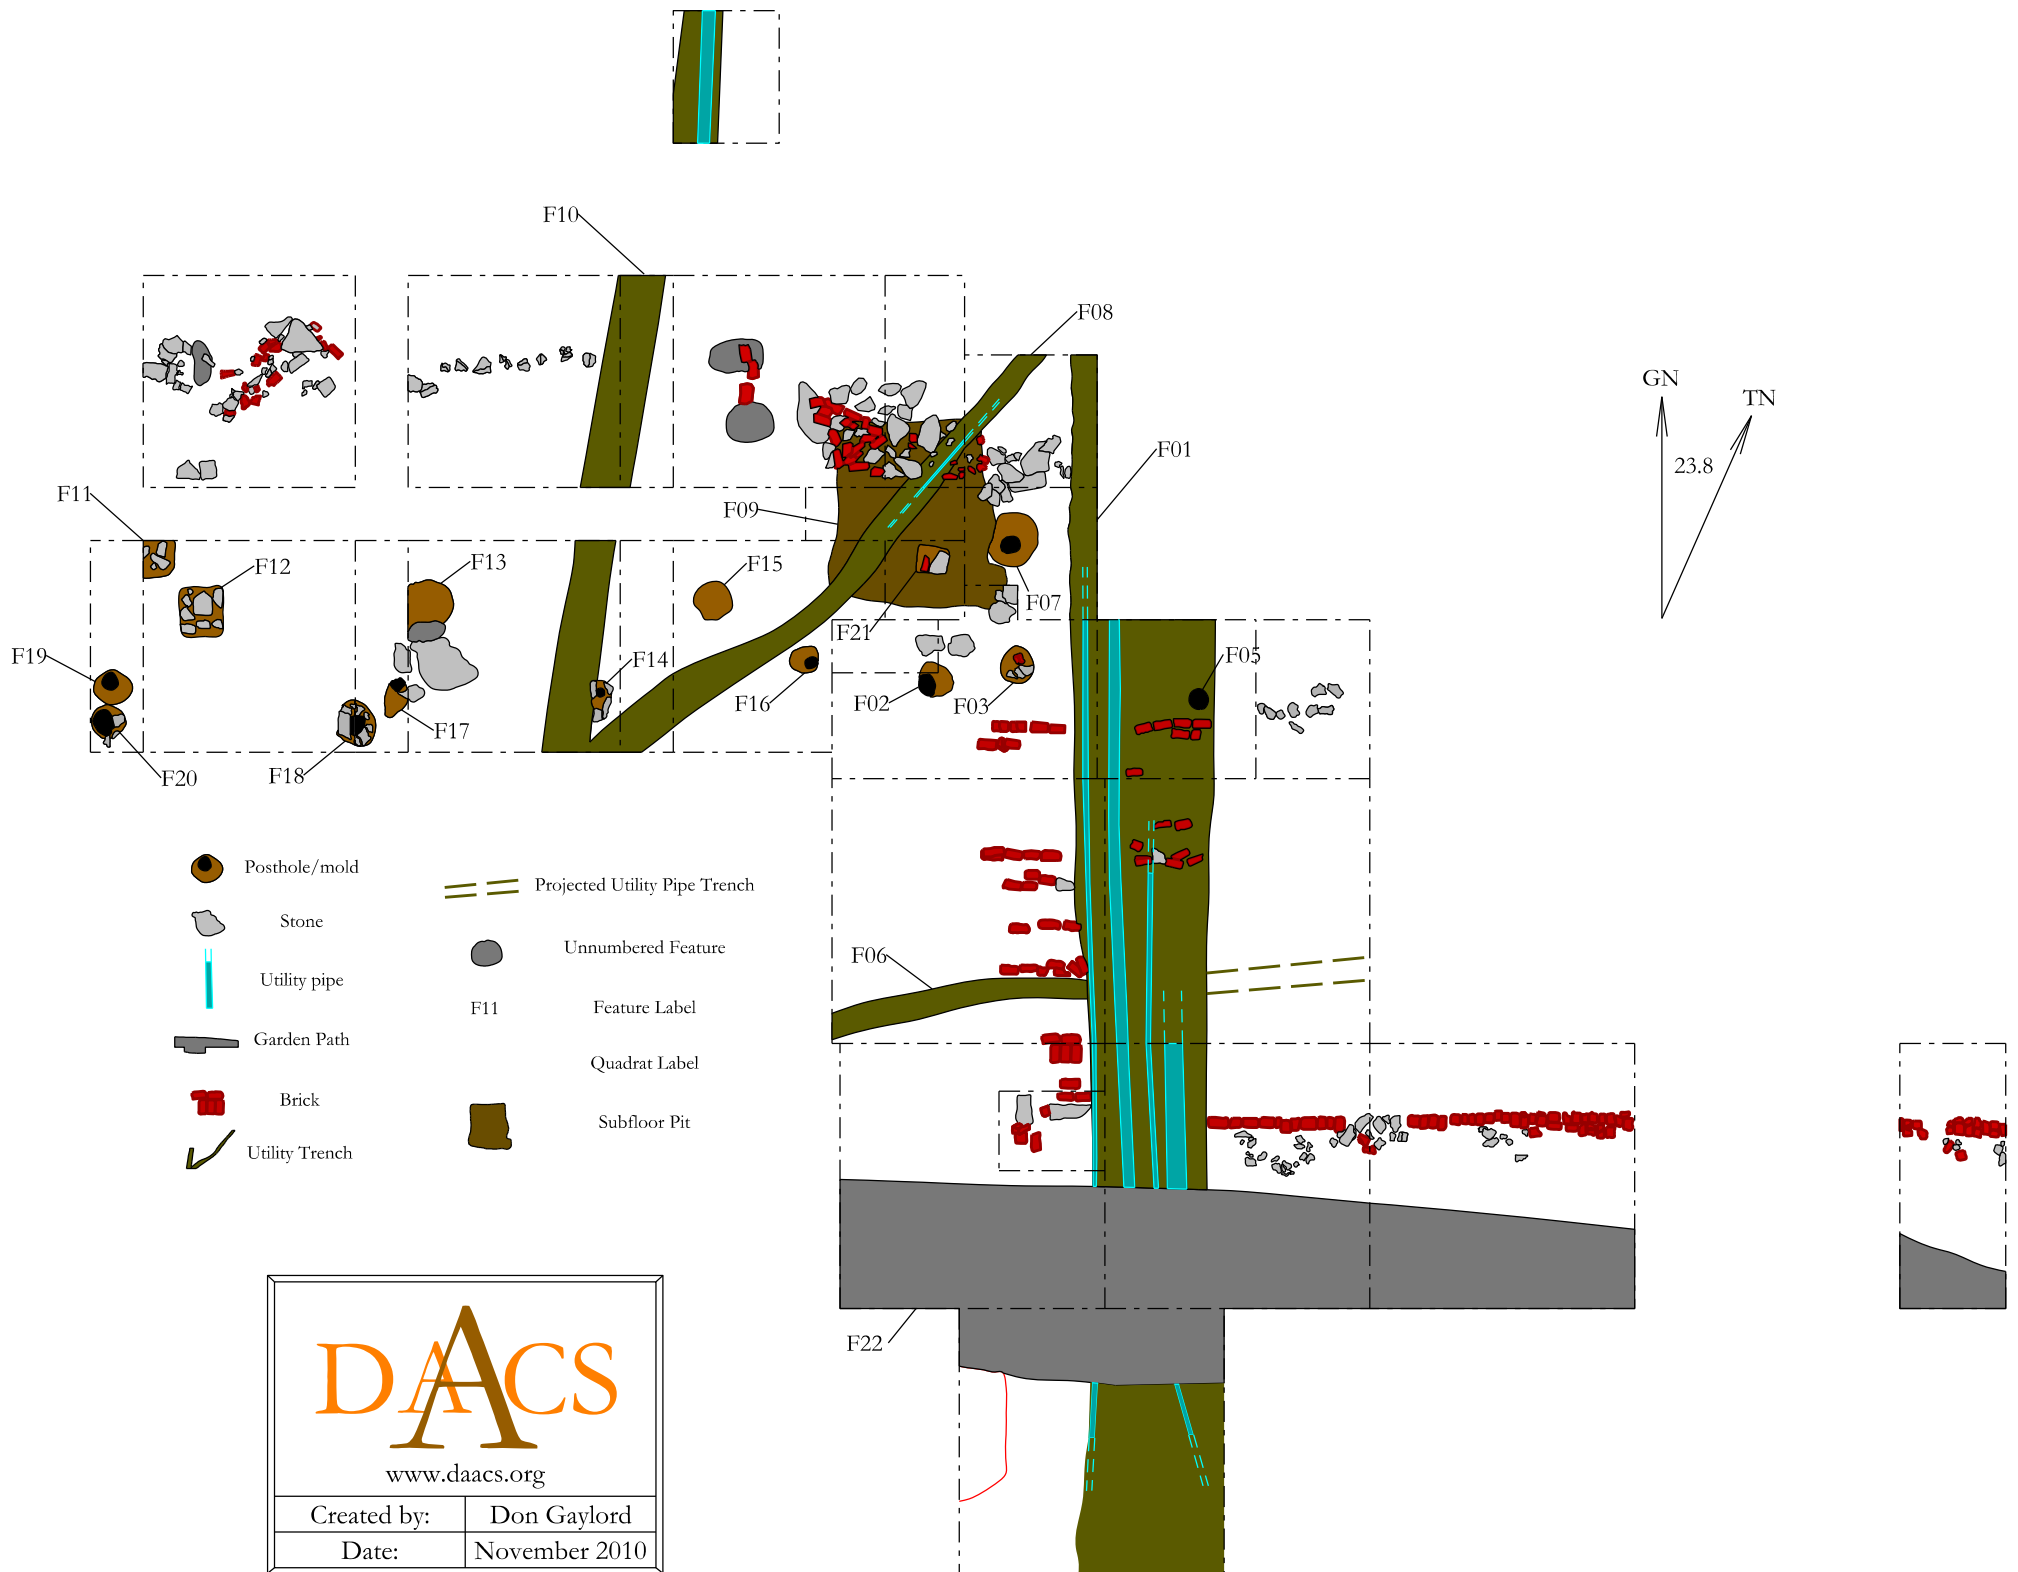 F10
F08
GN
TN
F01
23.8
F11
F09
F12
F13
F15
F07
F21
F19
F14
F05
F16
F02
F03
F17
F20
F18
Posthole/mold
Projected Utility Pipe Trench
Stone
Unnumbered Feature
F06
Utility pipe
F11
Feature Label
Garden Path
Quadrat Label
Brick
Subfloor Pit
Utility Trench
F22
DAACS
www.daacs.org
Created by: Don Gaylord
Date: November 2010